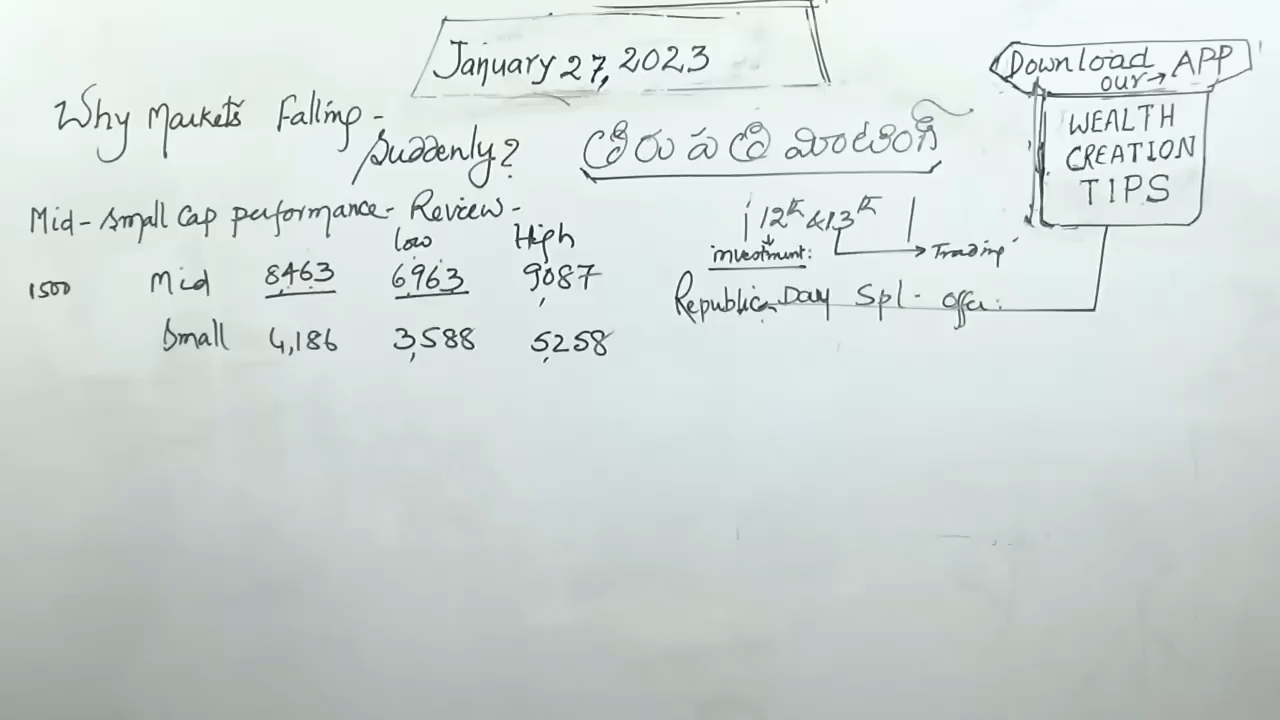 January 27, 2023
Download
our → APP
WEALTH
CREATION
TIPS
Why Markets Falling -
Suddenly?
తిరుపతి మీటింగ్
Mid - Small Cap performance - Review -
12th & 13th
investment:
Trading
Low High
1500 Mid 8463 6963 9087
Small 4,186 3,588 5258
Republic Day Spl - offer: